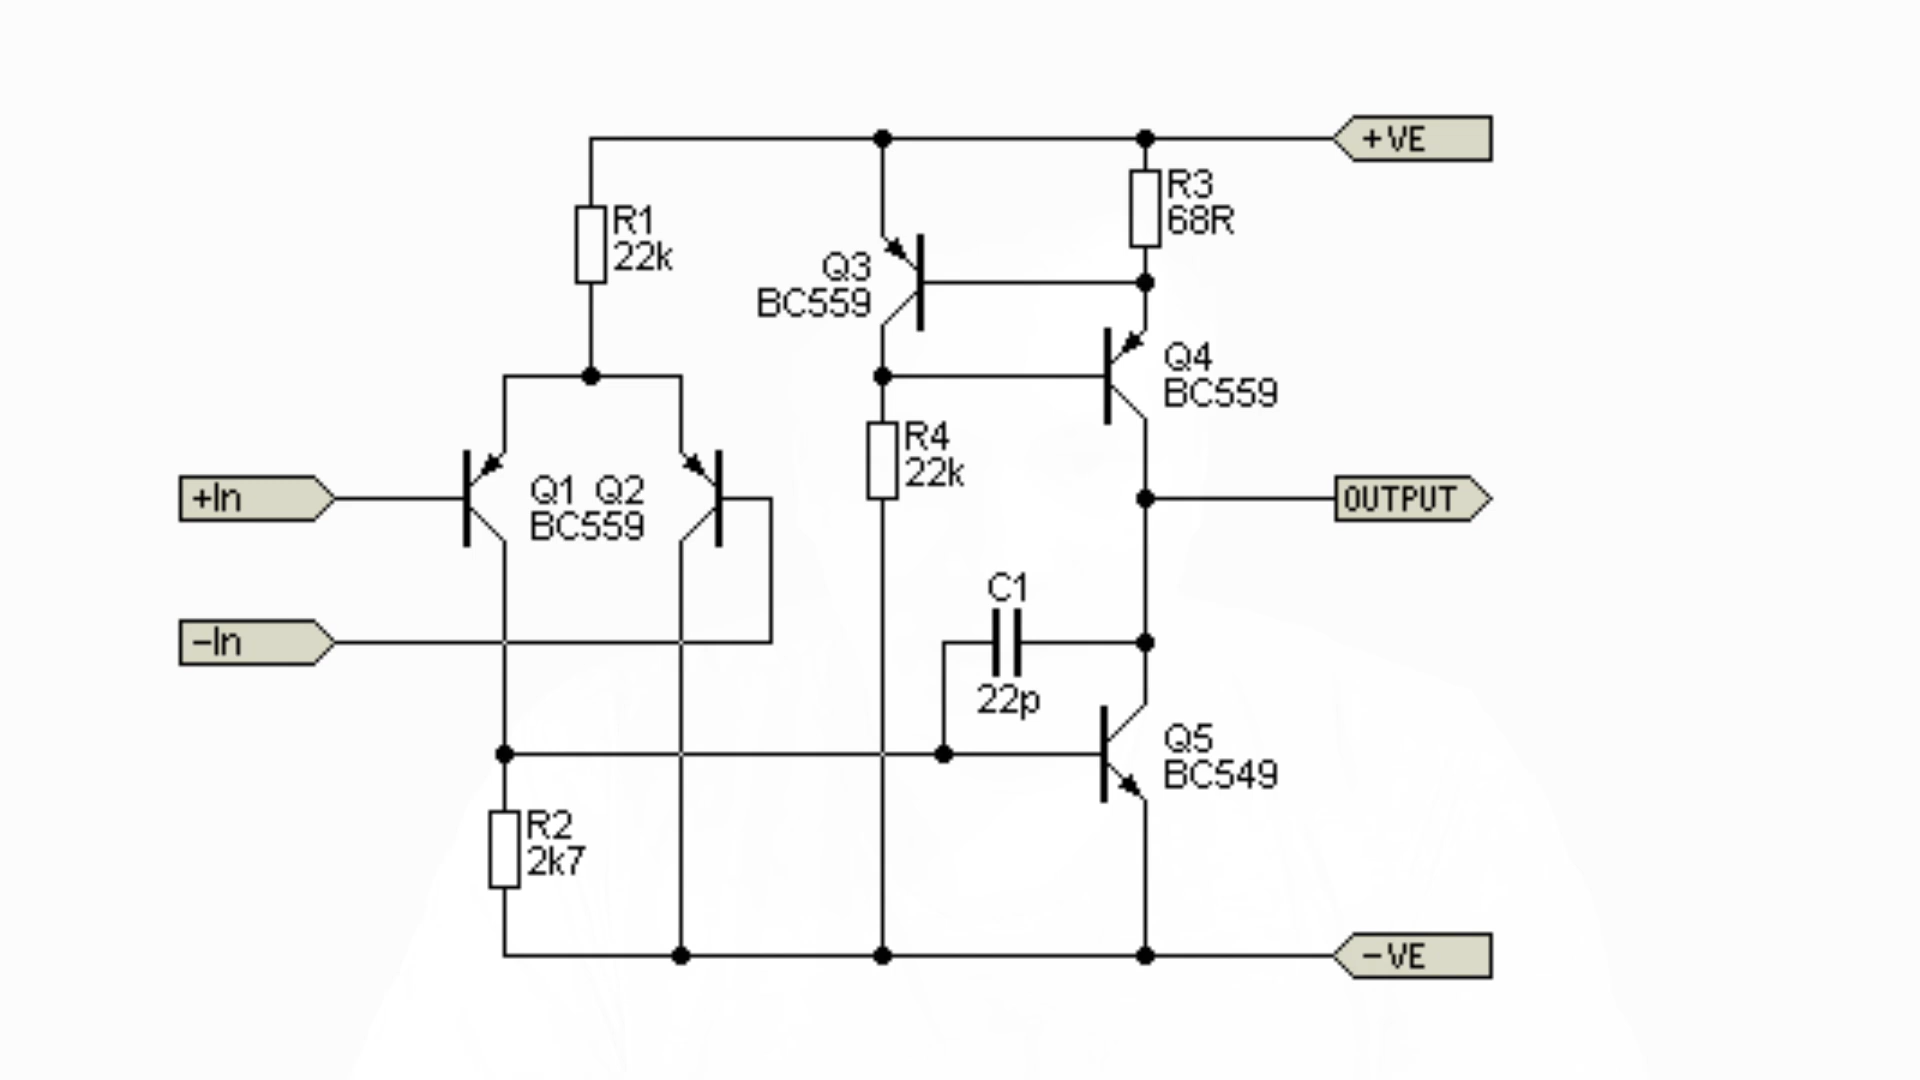 +VE
R3
68R
R1
22k
Q3
BC559
Q4
BC559
R4
22k
+In
Q1 Q2
BC559
OUTPUT
C1
-In
22p
Q5
BC549
R2
2k7
-VE